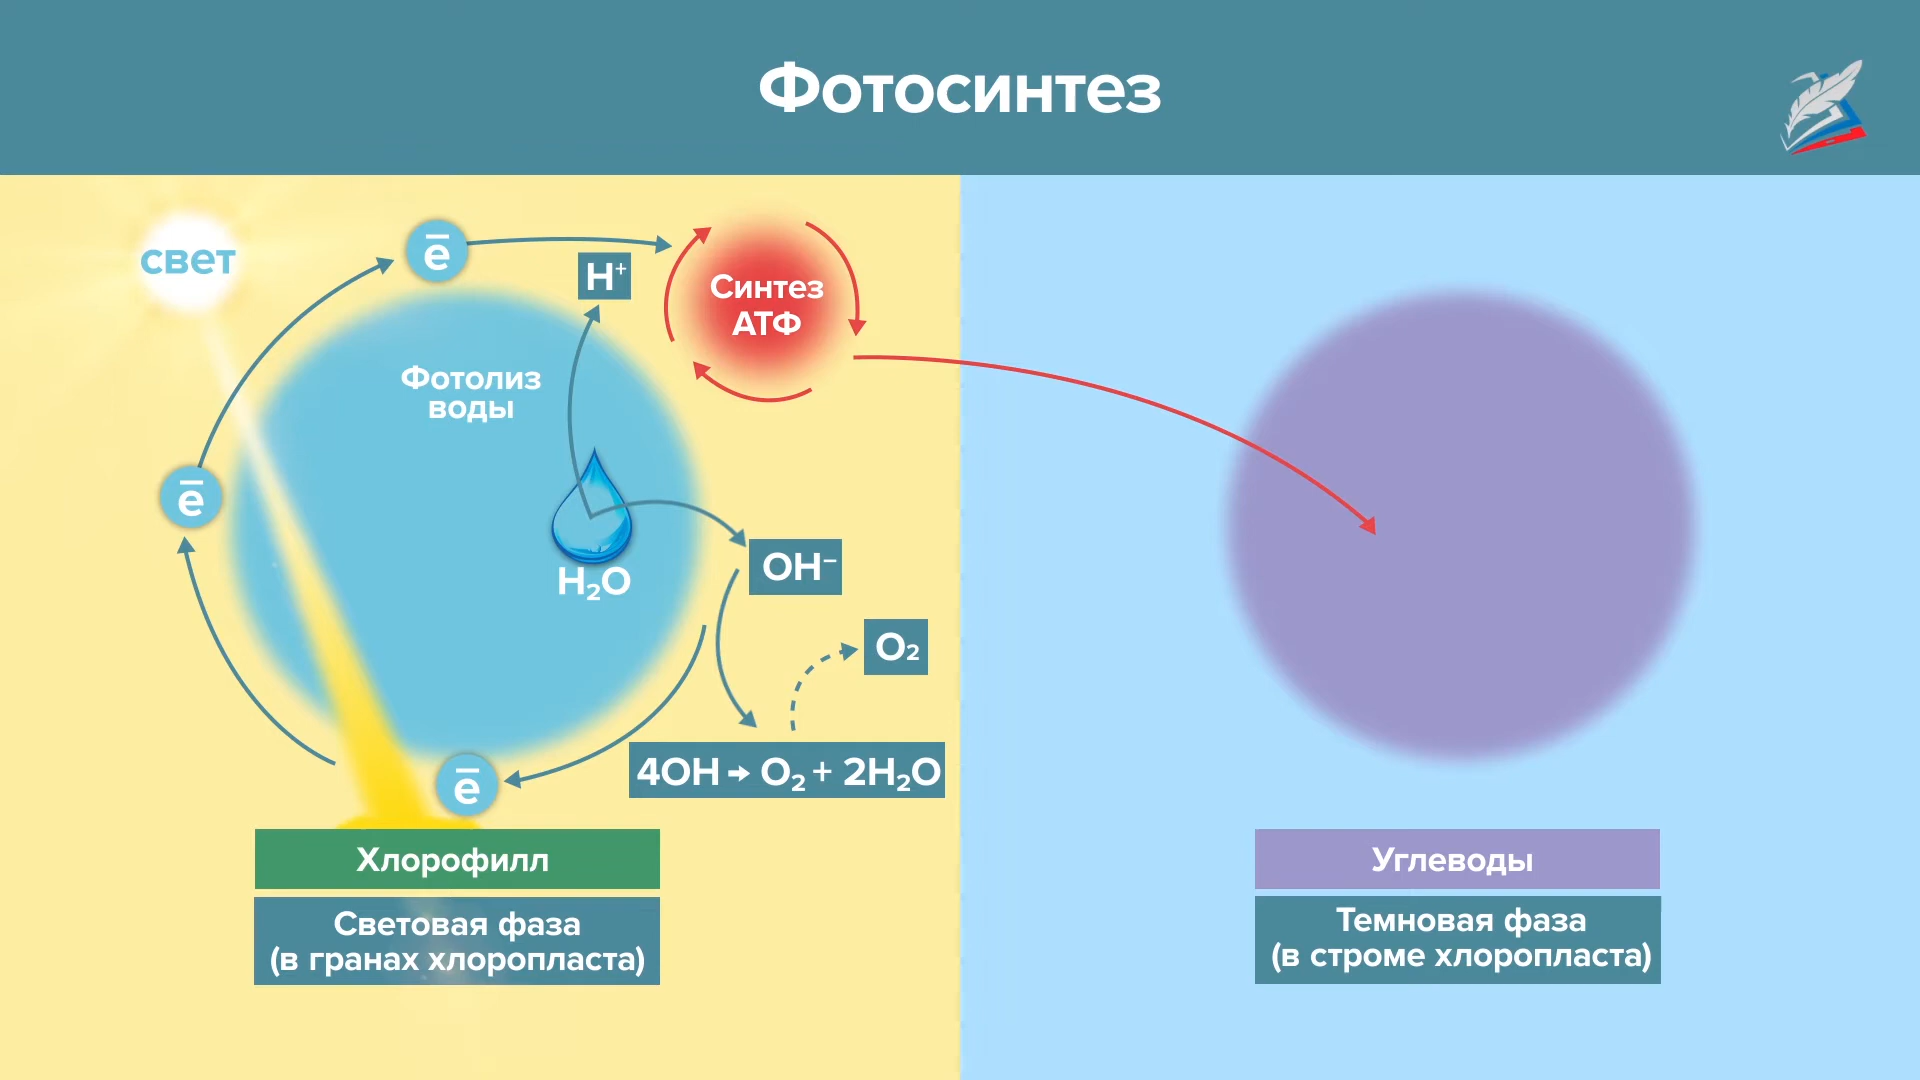 Фотосинтез
свет
ē
H⁺
Синтез
АТФ
Фотолиз
воды
ē
H₂O
OH⁻
O₂
4OH → O₂ + 2H₂O
ē
Хлорофилл
Световая фаза
(в гранах хлоропласта)
Углеводы
Темновая фаза
(в строме хлоропласта)